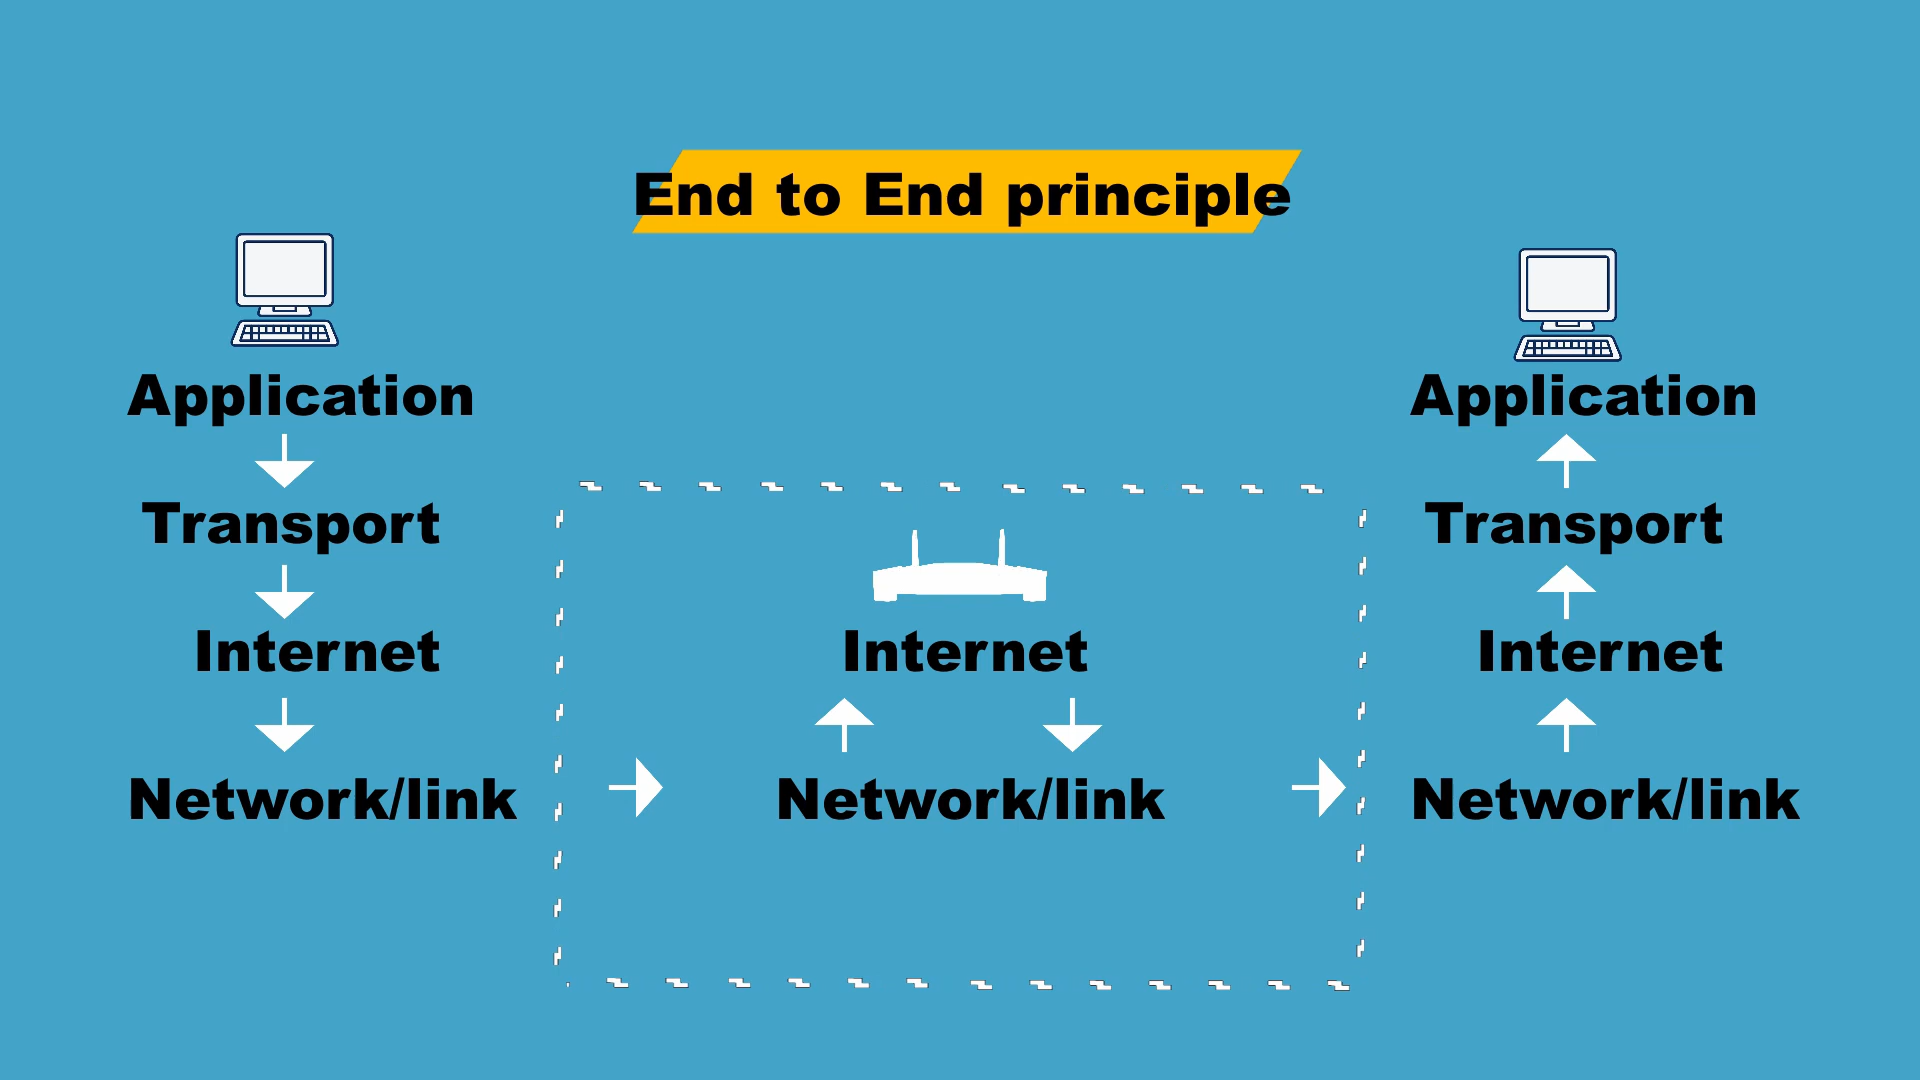 End to End principle
Application
Transport
Internet
Network/link
Internet
Network/link
Application
Transport
Internet
Network/link